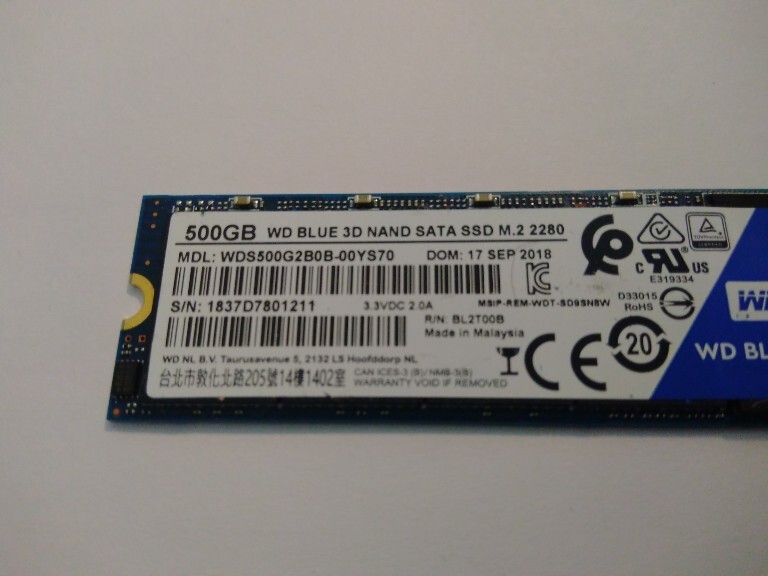 500GB WD BLUE 3D NAND SATA SSD M.2 2280
MDL: WDS500G2B0B-00YS70 DOM: 17 SEP 2018
S/N: 1837D7801211 3.3VDC 2.0A
MSIP-REM-WDT-SD9SN8W
R/N: BL2T00B
Made in Malaysia
WD NL B.V. Taurusavenue 5, 2132 LS Hoofddorp NL
台北市敦化北路205號14樓1402室
CAN ICES-3 (B)/NMB-3(B)
WARRANTY VOID IF REMOVED
C US
E319334
D33015
RoHS
CE
20
WD BL